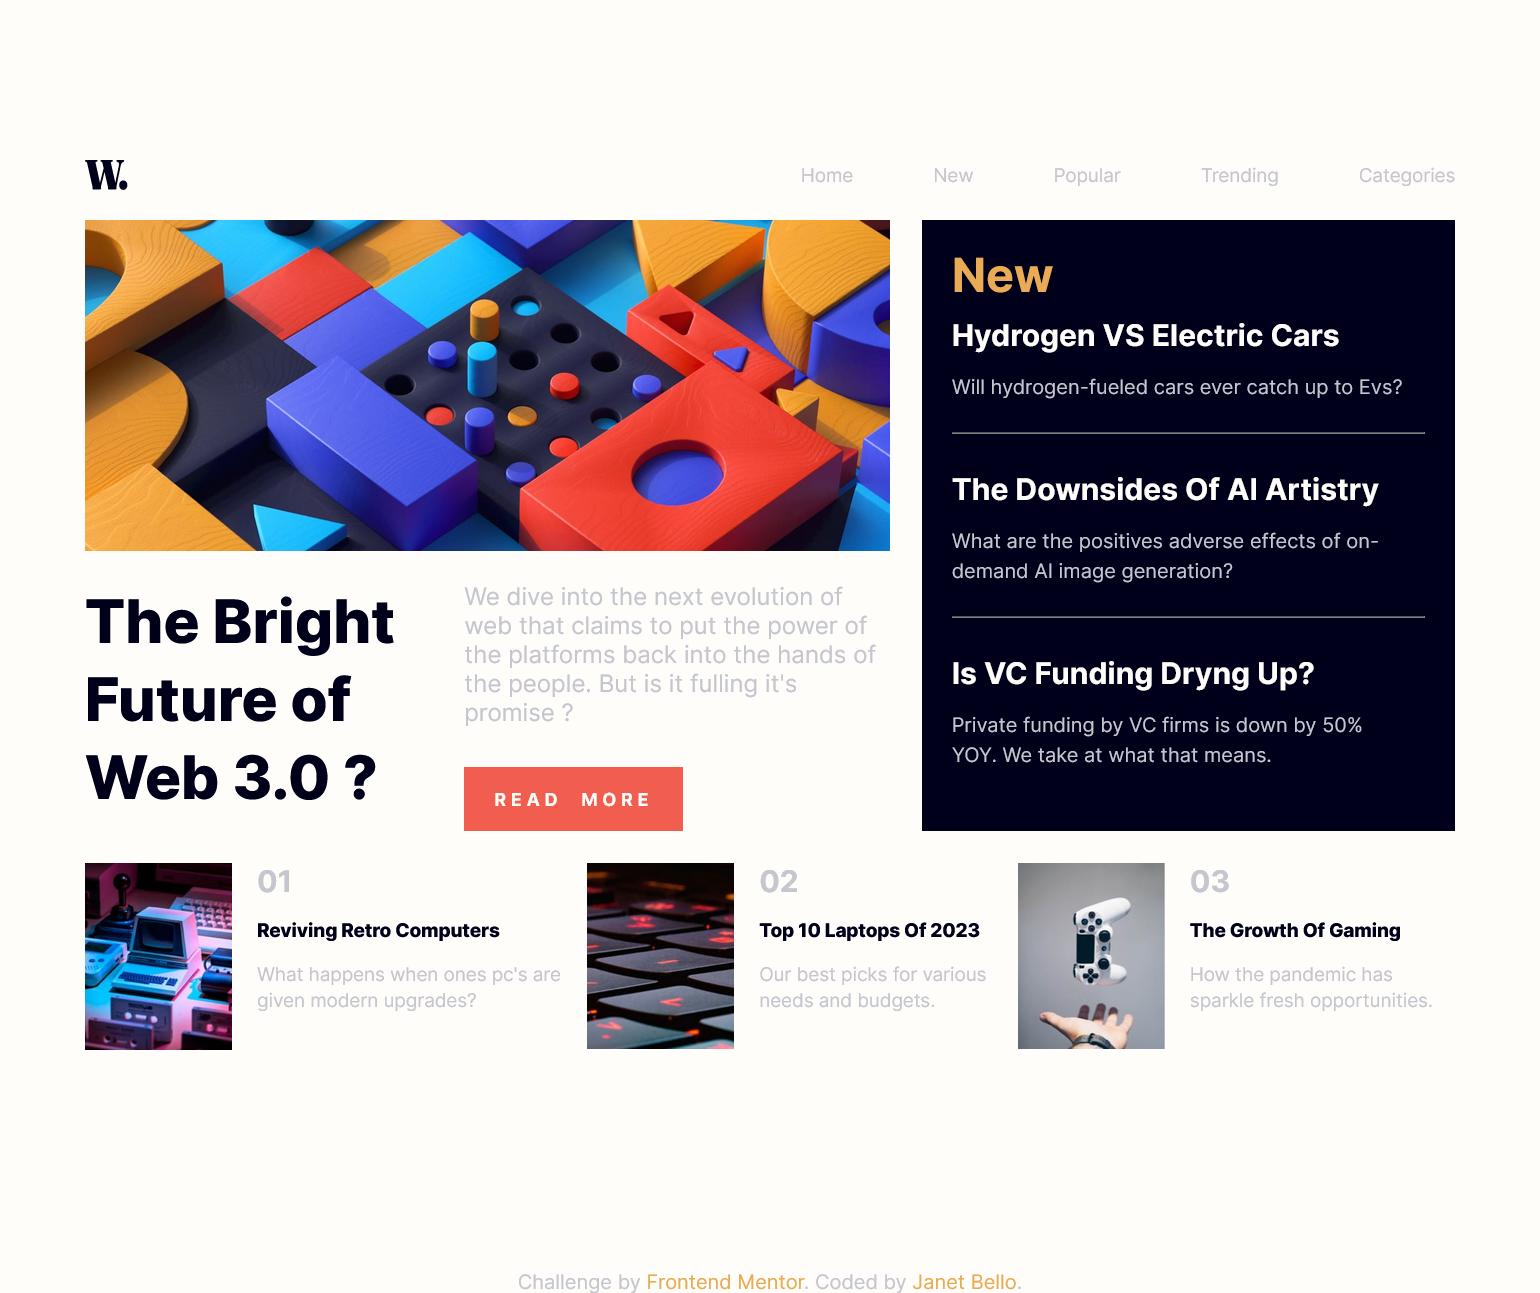 W.
Home New Popular Trending Categories
New
Hydrogen VS Electric Cars
Will hydrogen-fueled cars ever catch up to Evs?
The Downsides Of AI Artistry
What are the positives adverse effects of on-
demand AI image generation?
Is VC Funding Dryng Up?
Private funding by VC firms is down by 50%
YOY. We take at what that means.
The Bright
Future of
Web 3.0 ?
We dive into the next evolution of
web that claims to put the power of
the platforms back into the hands of
the people. But is it fulling it's
promise ?
READ MORE
01
Reviving Retro Computers
What happens when ones pc's are
given modern upgrades?
02
Top 10 Laptops Of 2023
Our best picks for various
needs and budgets.
03
The Growth Of Gaming
How the pandemic has
sparkle fresh opportunities.
Challenge by Frontend Mentor. Coded by Janet Bello.